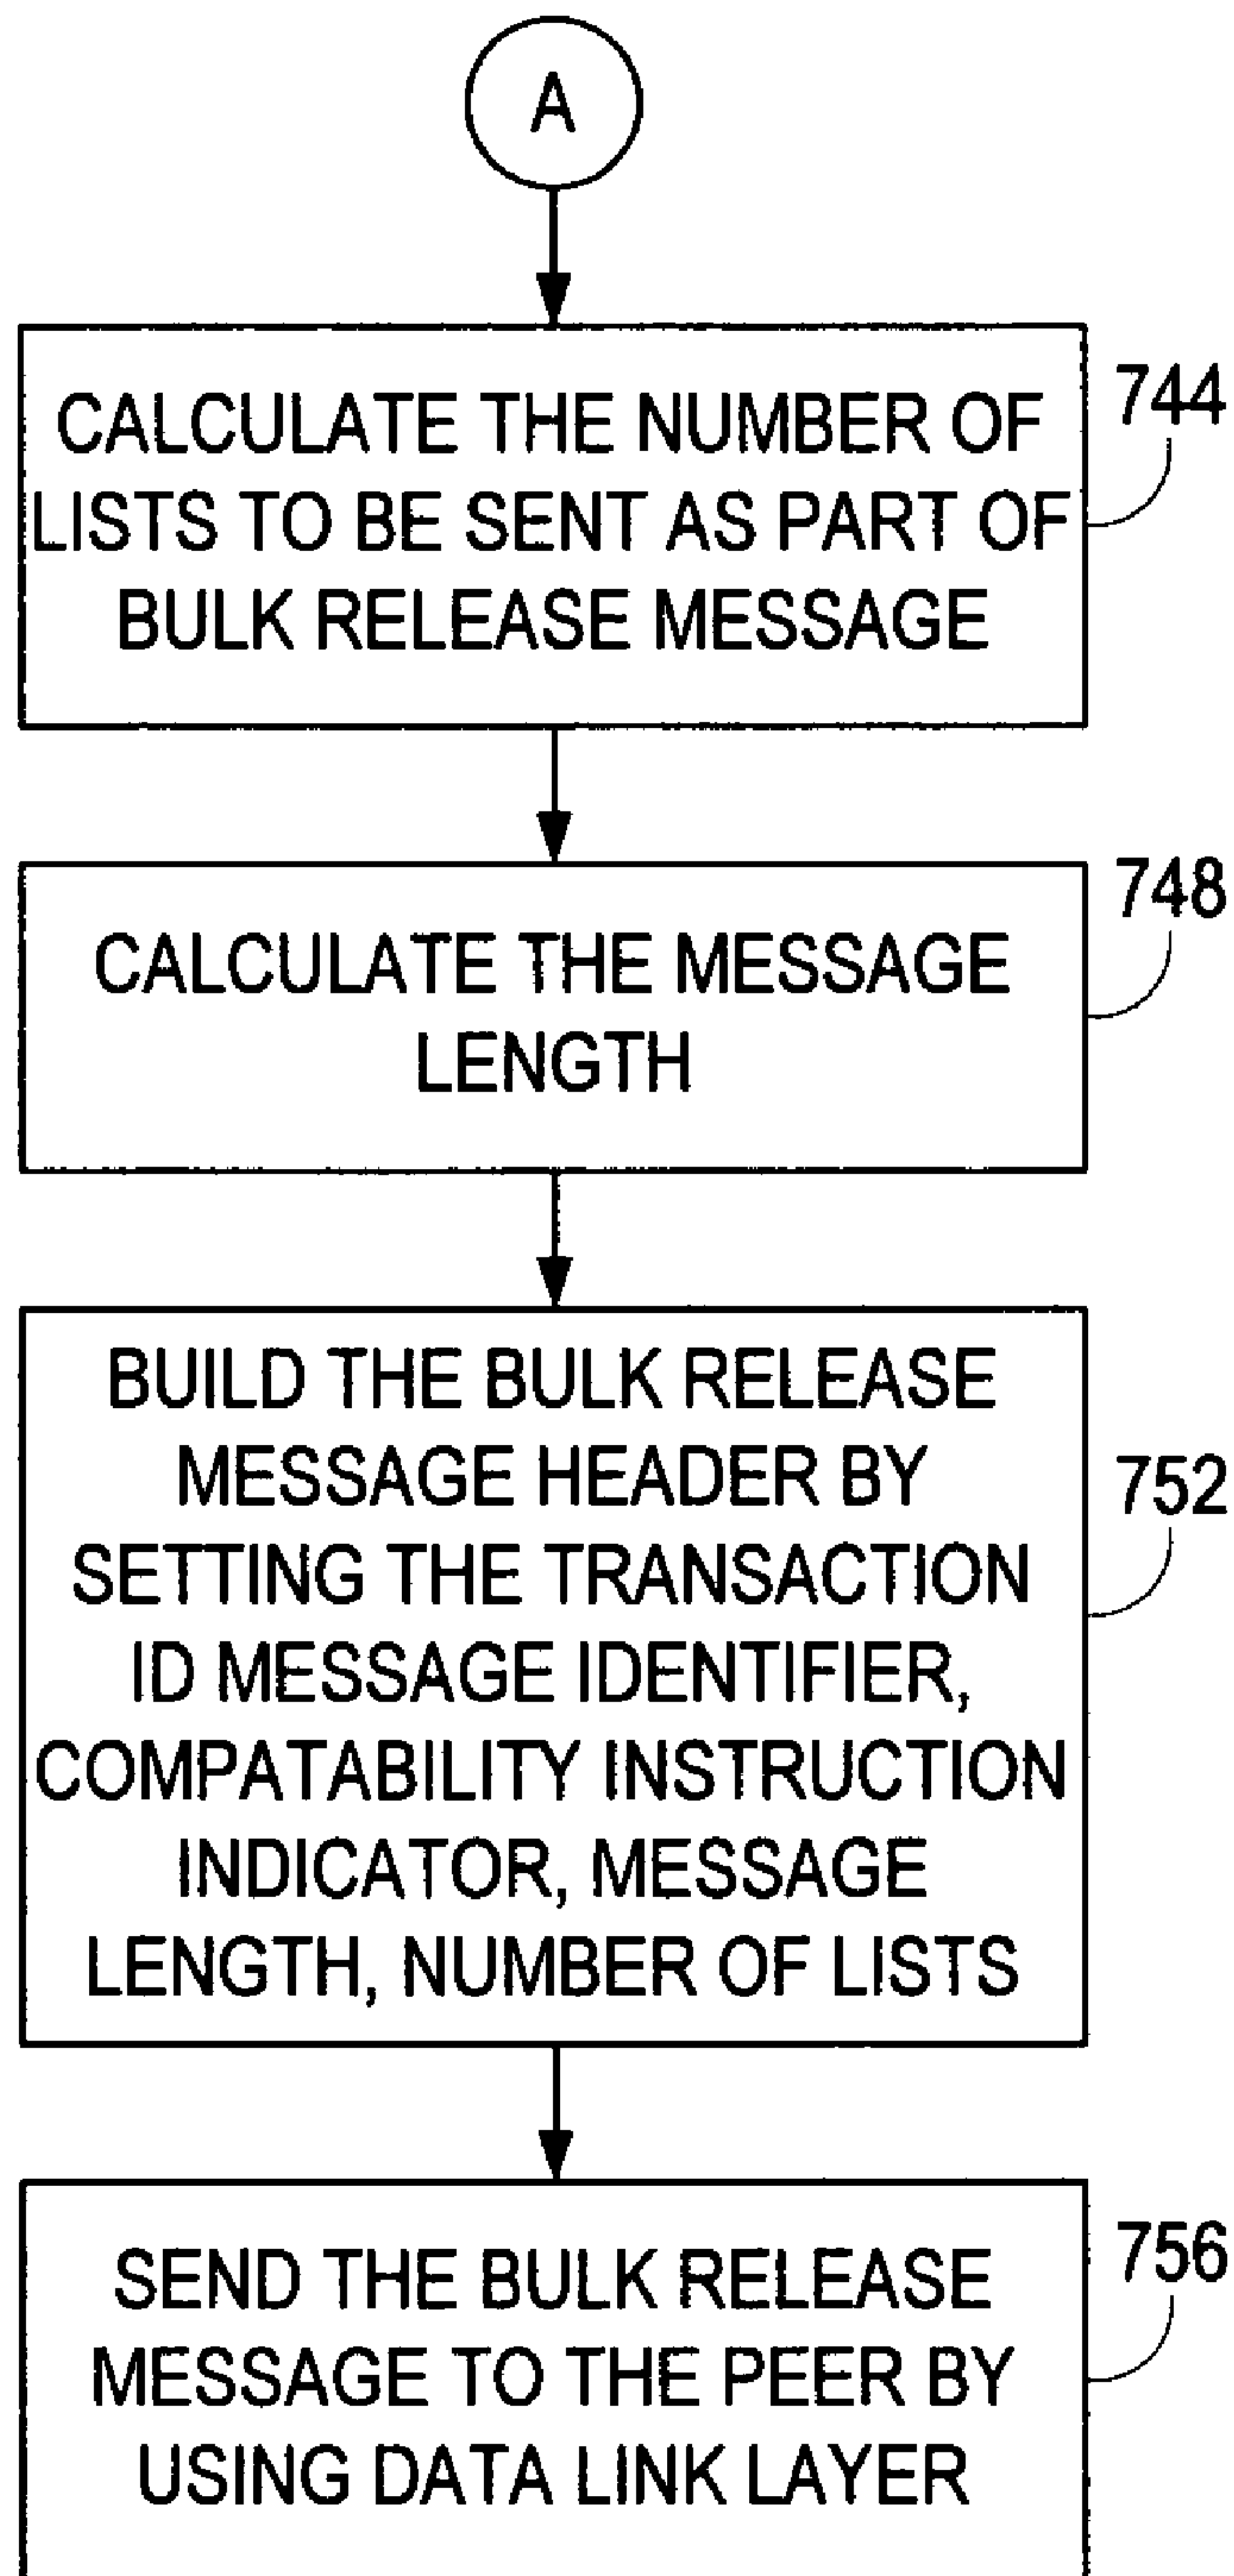 A
744
CALCULATE THE NUMBER OF
LISTS TO BE SENT AS PART OF
BULK RELEASE MESSAGE
748
CALCULATE THE MESSAGE
LENGTH
BUILD THE BULK RELEASE
MESSAGE HEADER BY
752
SETTING THE TRANSACTION
ID MESSAGE IDENTIFIER,
COMPATABILITY INSTRUCTION
INDICATOR, MESSAGE
LENGTH, NUMBER OF LISTS
756
SEND THE BULK RELEASE
MESSAGE TO THE PEER BY
USING DATA LINK LAYER